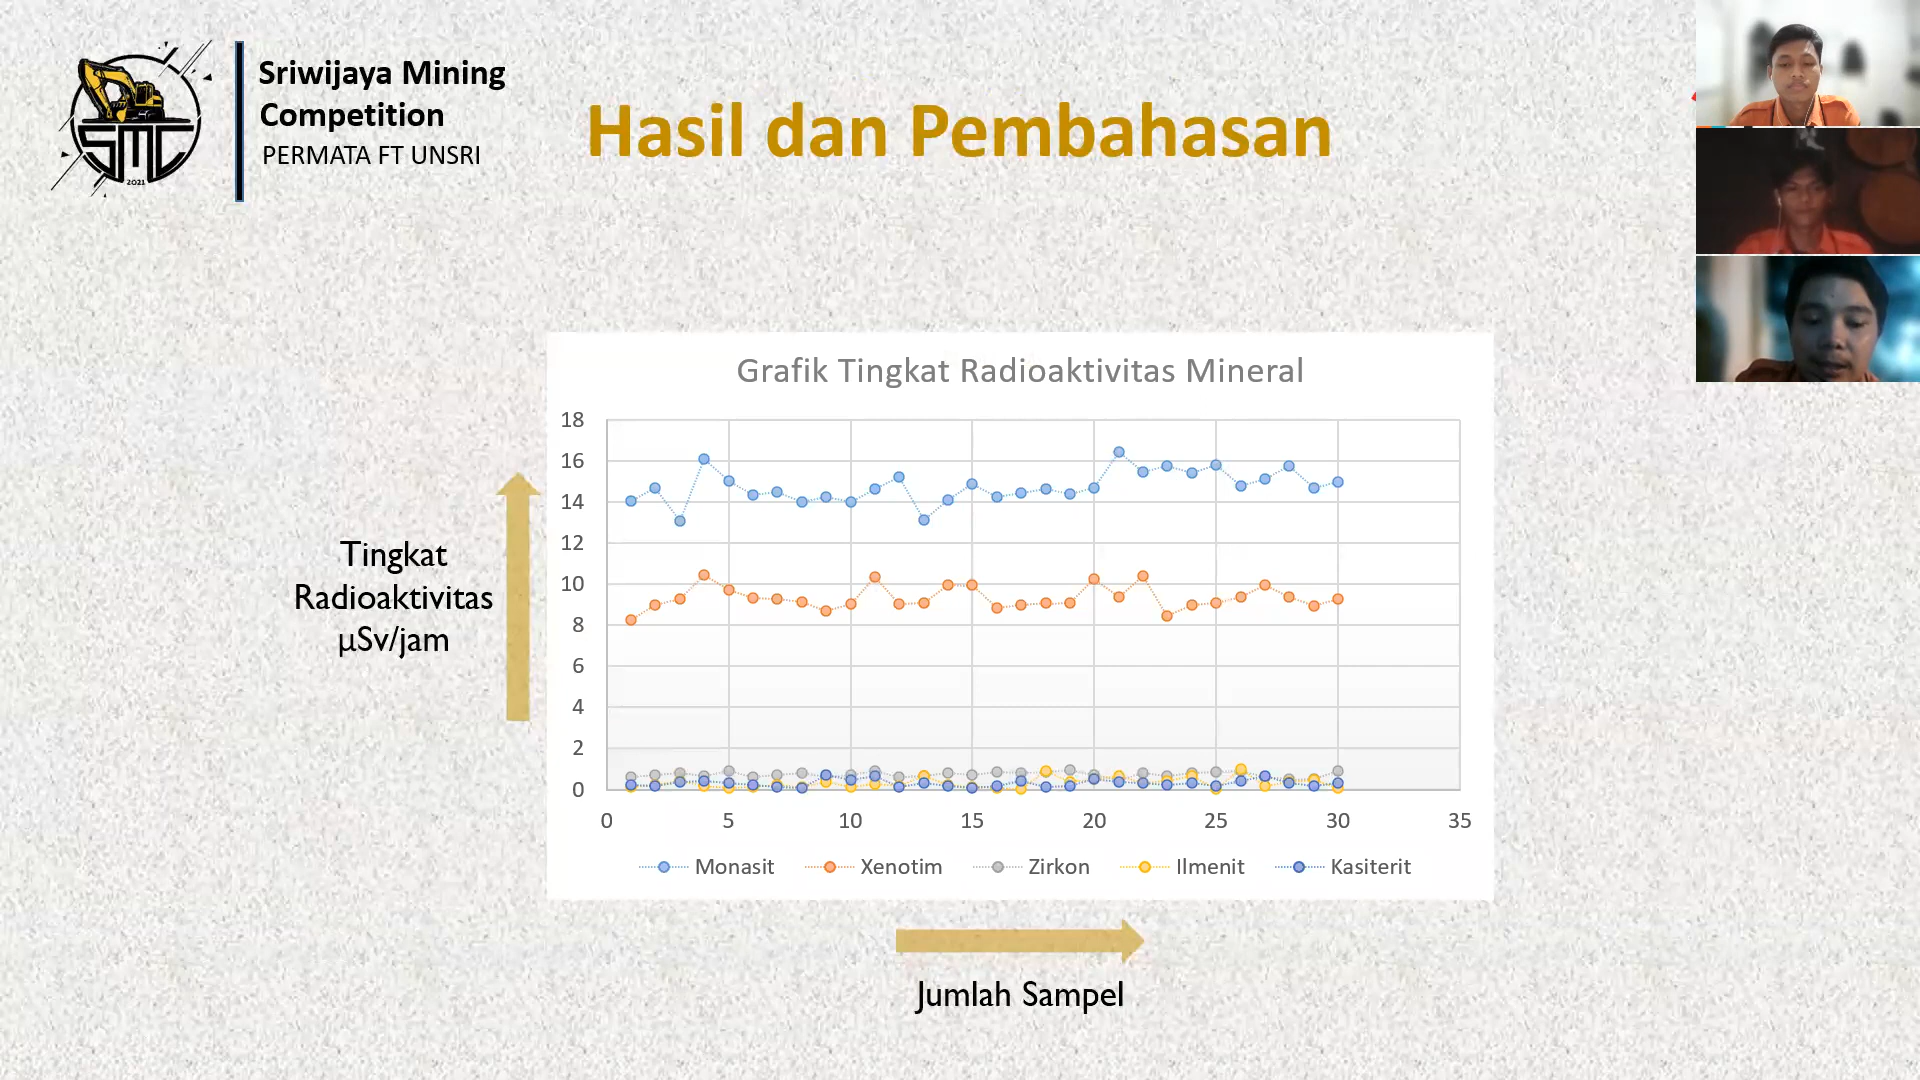 Sriwijaya Mining
Competition
PERMATA FT UNSRI
SMC
2021
Hasil dan Pembahasan
Grafik Tingkat Radioaktivitas Mineral
18
16
14
12
10
8
6
4
2
0
0 5 10 15 20 25 30 35
Monasit Xenotim Zirkon Ilmenit Kasiterit
Tingkat
Radioaktivitas
µSv/jam
Jumlah Sampel